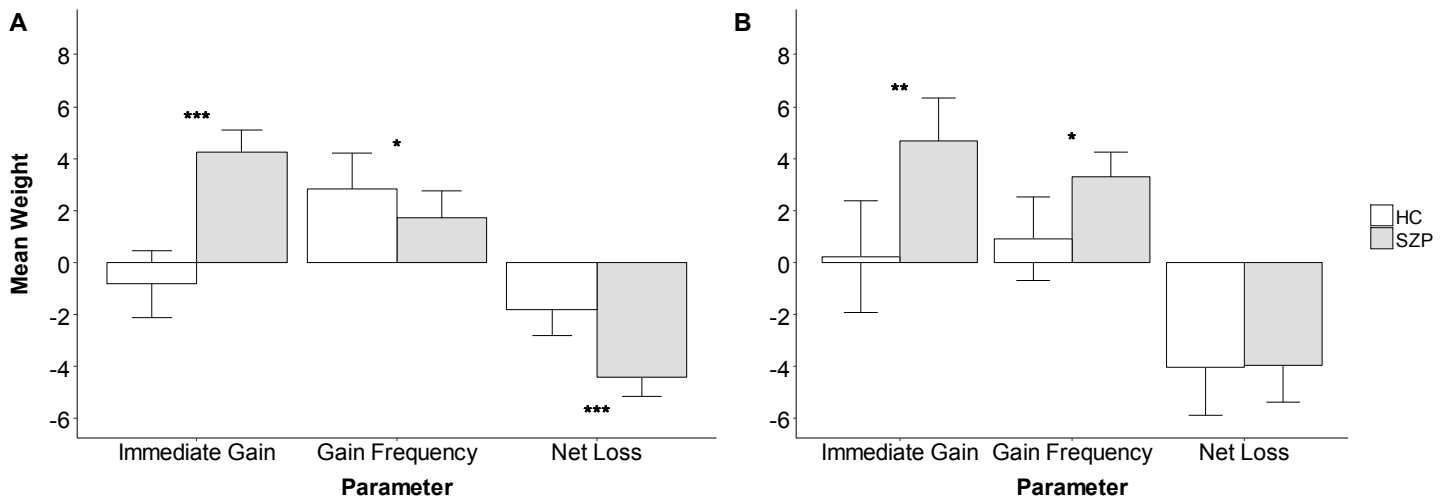 A
8
6
4
2
0
-2
-4
-6
Mean Weight
***
*
***
Immediate Gain
Gain Frequency
Net Loss
Parameter
B
8
6
4
2
0
-2
-4
-6
**
*
Immediate Gain
Gain Frequency
Net Loss
Parameter
HC
SZP